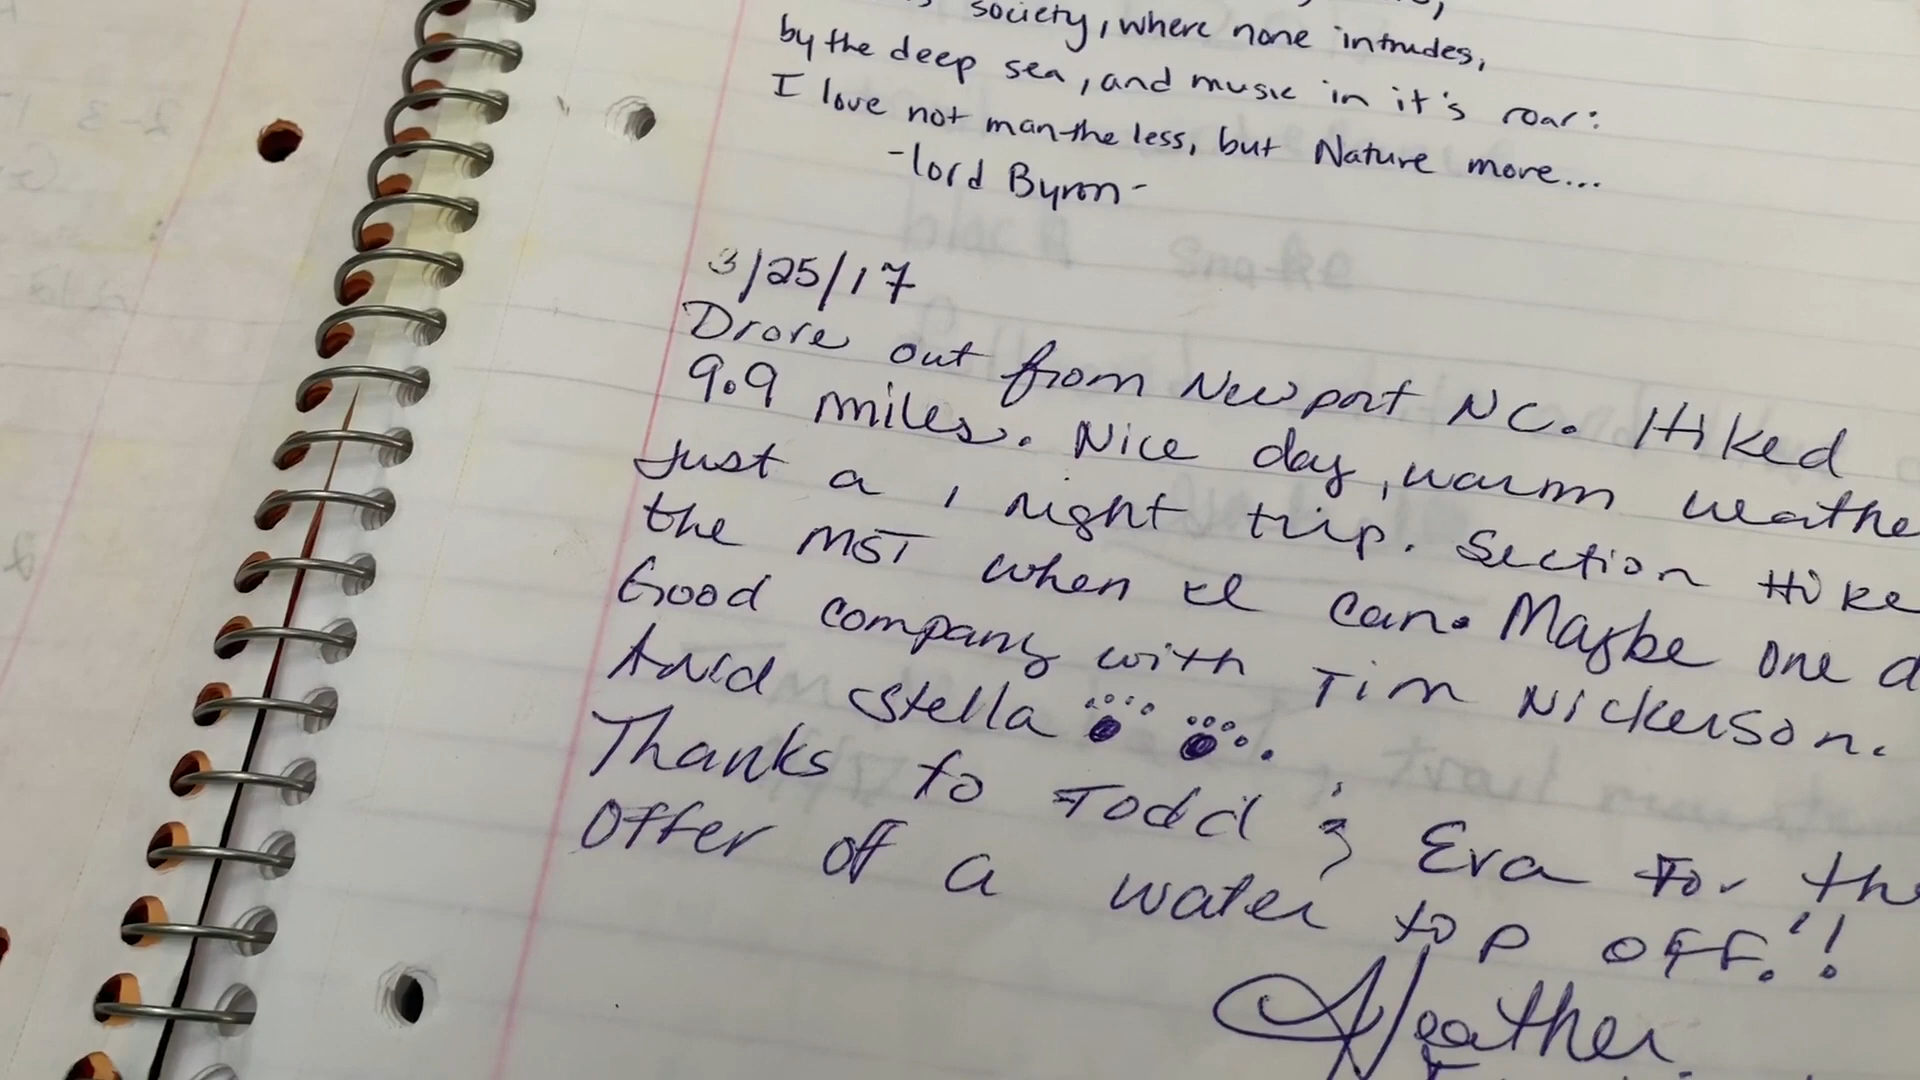 society, where none intrudes,
by the deep sea, and music in it's roar:
I love not man the less, but Nature more...
-lord Byron-
3/25/17
Drove out from Newport NC. Hiked
9.9 miles. Nice day, warm weathe
Just a 1 night trip. Section Hike
the MST when I can. Maybe one d
Good company with Tim Nickerson.
And Stella
Thanks to Todd & Eva for the
Offer off a water top off!!
Heather